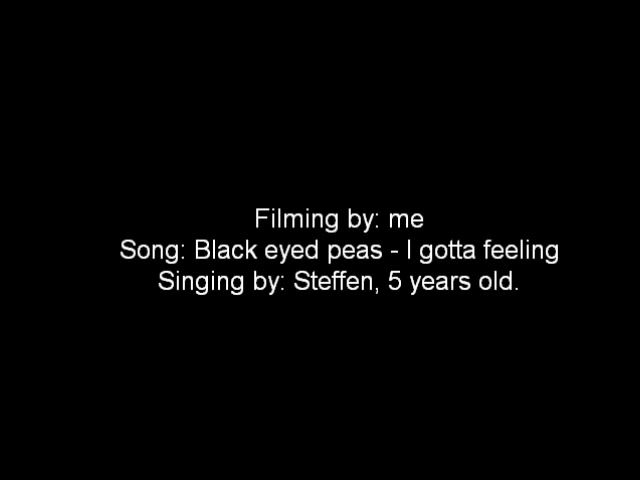 Filming by: me
Song: Black eyed peas - I gotta feeling
Singing by: Steffen, 5 years old.